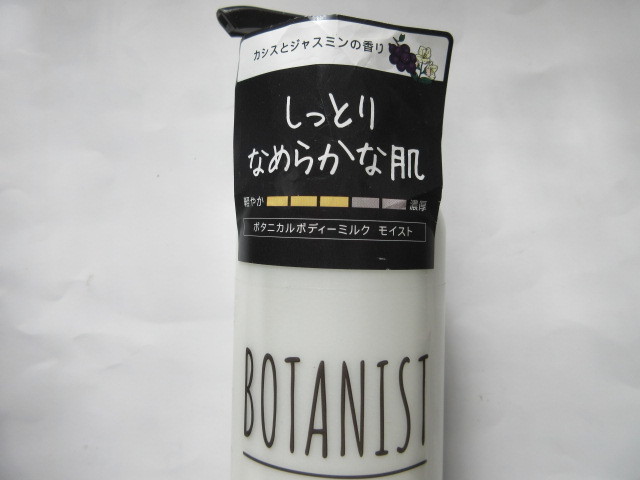 カシスとジャスミンの香り
しっとり
なめらかな肌
軽やか 濃厚
ボタニカルボディーミルク モイスト
BOTANIST